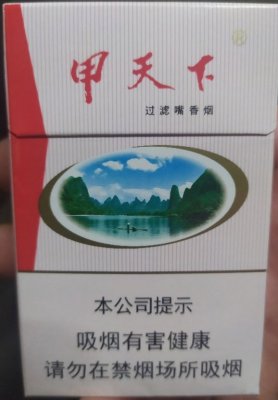 甲天下
过滤嘴香烟
本公司提示
吸烟有害健康
请勿在禁烟场所吸烟